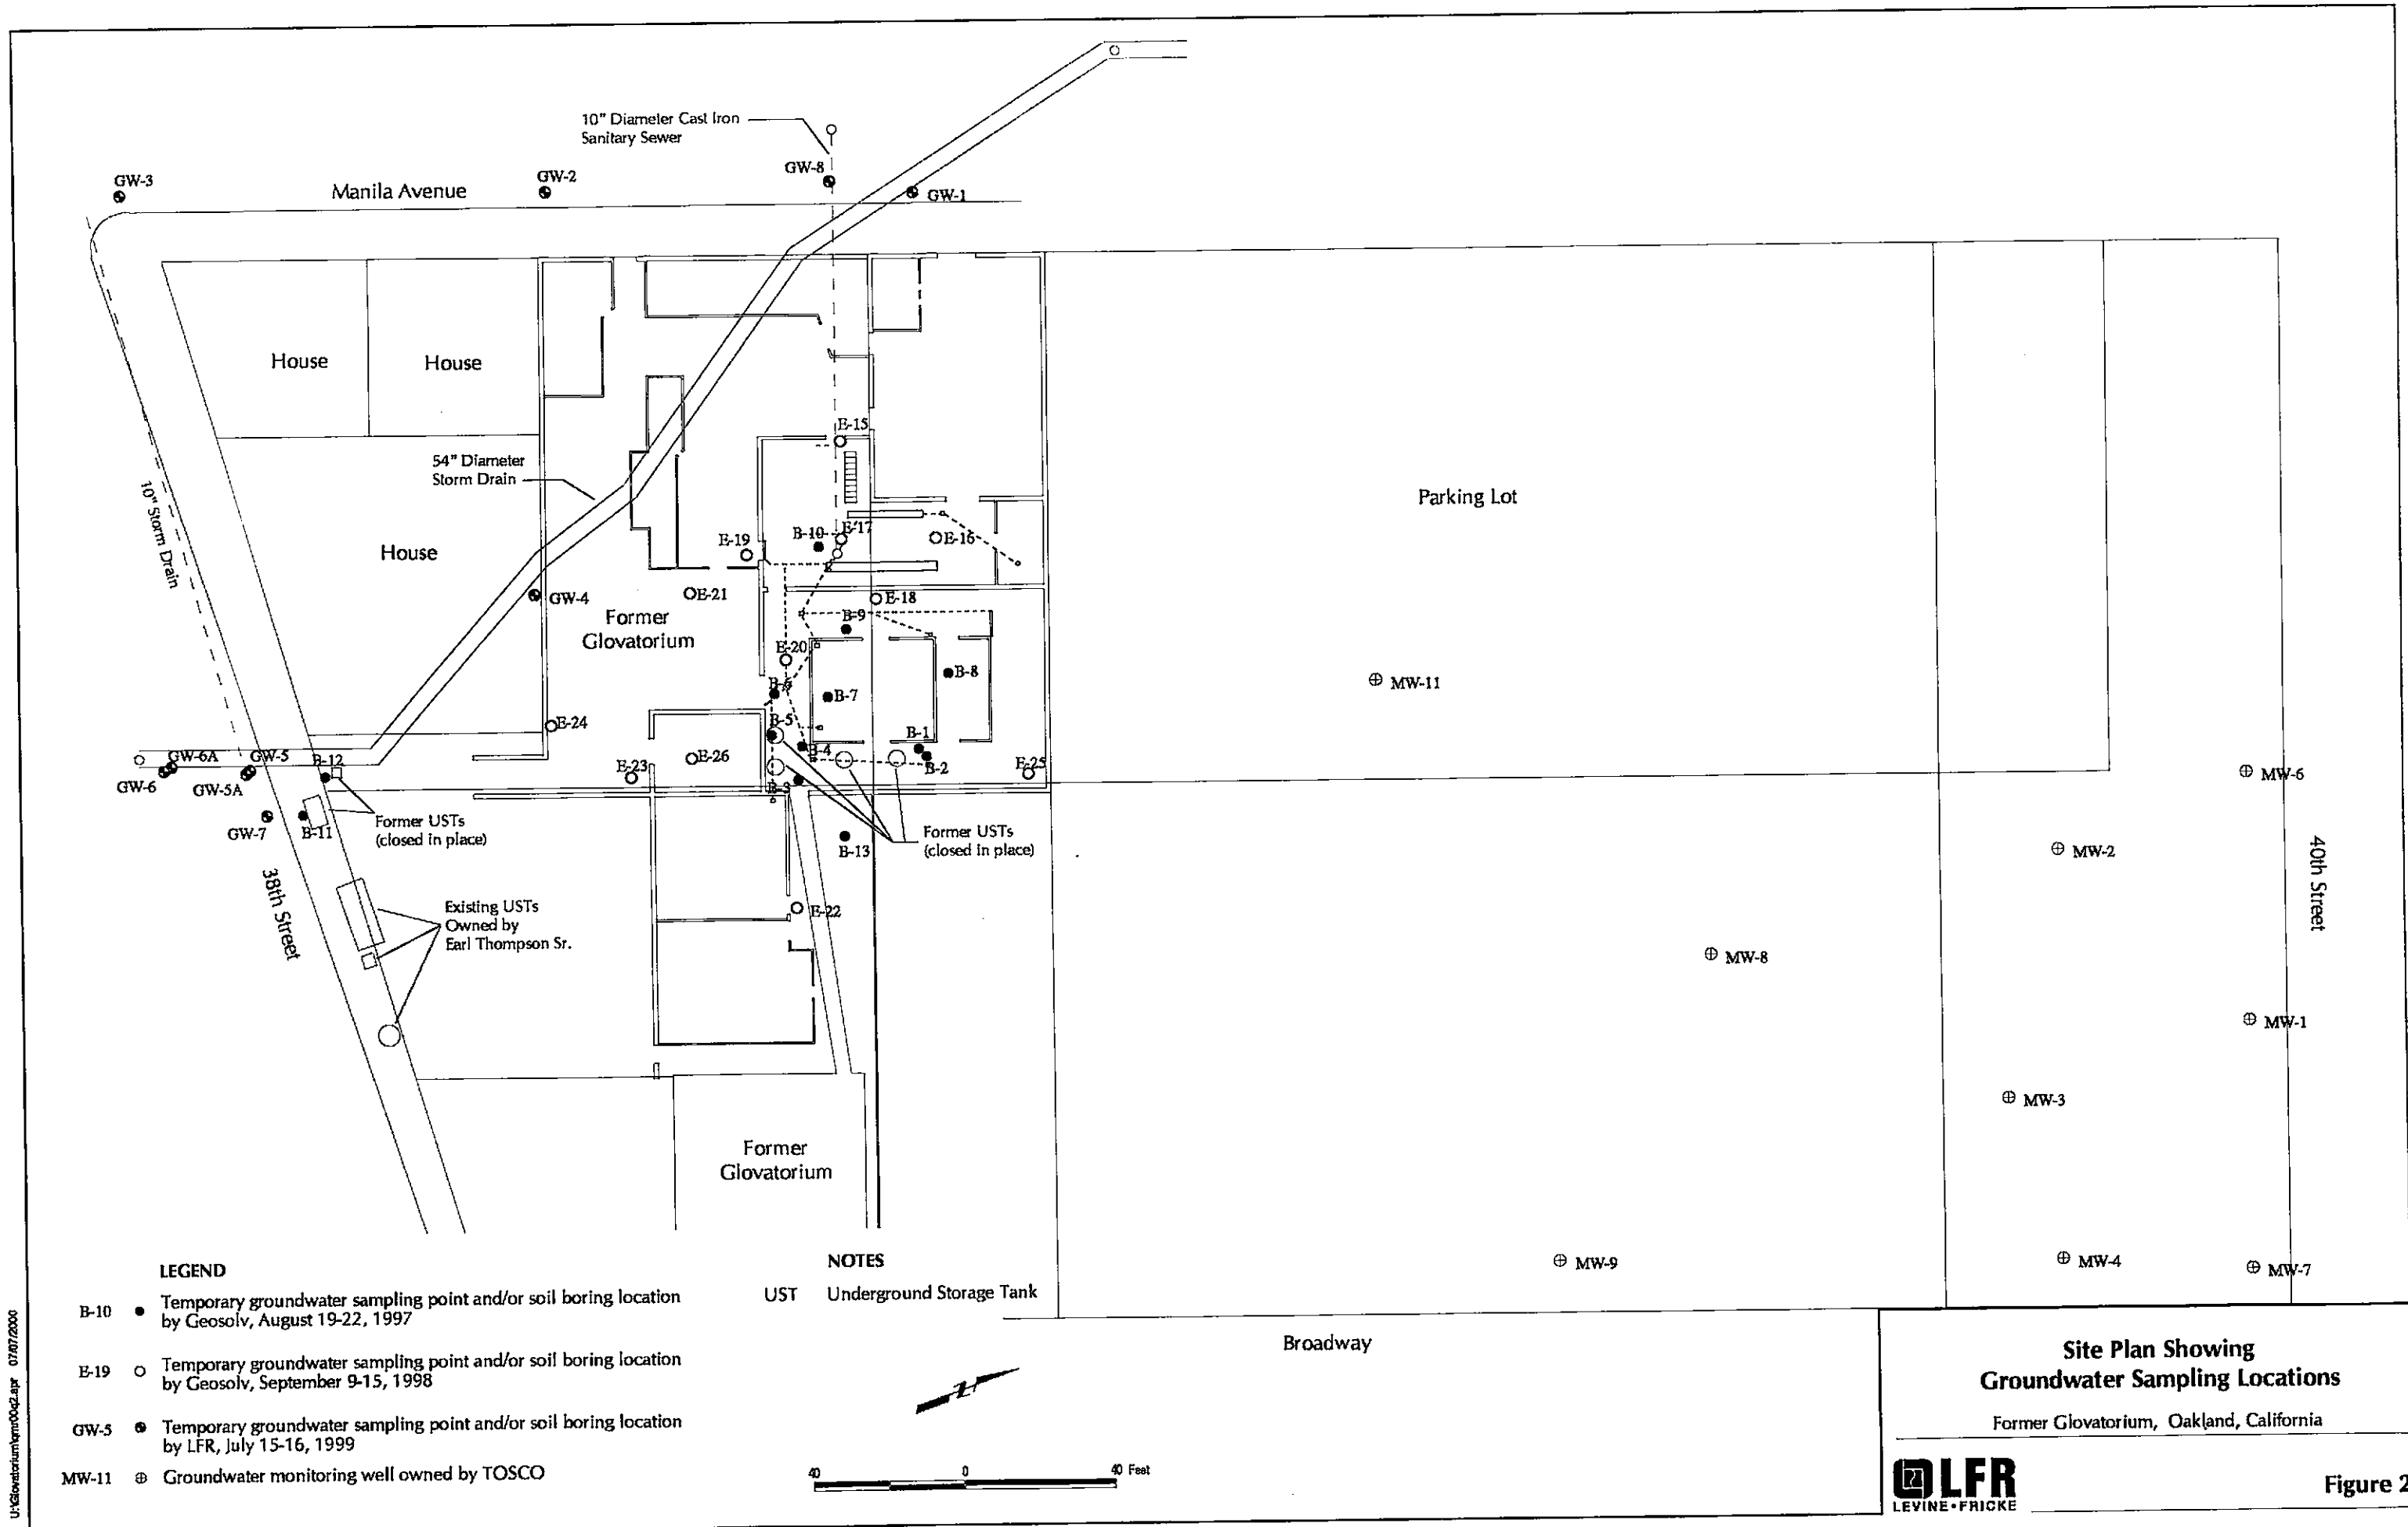 10" Diameter Cast Iron
Sanitary Sewer
GW-3
Manila Avenue
GW-2
GW-8
GW-1
House
House
E-15
54" Diameter
Storm Drain
Parking Lot
10" Storm Drain
House
E-19
B-10
E-17
E-16
GW-4
E-21
E-18
Former
Glovatorium
B-9
E-20
B-8
MW-11
B-7
B-5
E-24
B-1
B-4
GW-6A
GW-5
B-12
E-26
B-2
E-25
E-23
MW-6
GW-6
GW-5A
B-3
GW-7
B-11
Former USTs
(closed in place)
Former USTs
(closed in place)
B-13
MW-2
40th Street
38th Street
Existing USTs
Owned by
Earl Thompson Sr.
E-22
MW-8
MW-1
MW-3
Former
Glovatorium
MW-9
MW-4
MW-7
LEGEND
B-10 Temporary groundwater sampling point and/or soil boring location
by Geosolv, August 19-22, 1997
E-19 Temporary groundwater sampling point and/or soil boring location
by Geosolv, September 9-15, 1998
GW-5 Temporary groundwater sampling point and/or soil boring location
by LFR, July 15-16, 1999
MW-11 Groundwater monitoring well owned by TOSCO
NOTES
UST Underground Storage Tank
Broadway
40 0 40 Feet
Site Plan Showing
Groundwater Sampling Locations
Former Glovatorium, Oakland, California
LFR
LEVINE•FRICKE
Figure 2
U:\Glovatorium\qmr00q2.apr 07/07/2000